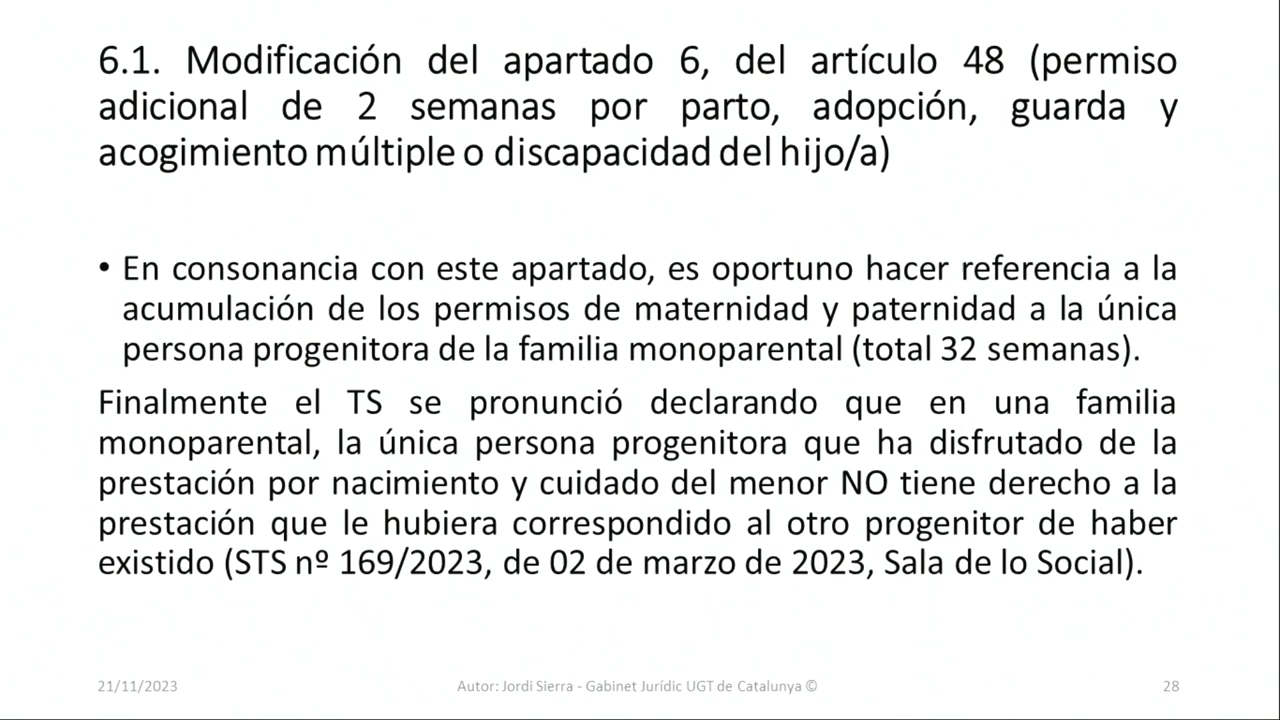 6.1. Modificación del apartado 6, del artículo 48 (permiso
adicional de 2 semanas por parto, adopción, guarda y
acogimiento múltiple o discapacidad del hijo/a)
• En consonancia con este apartado, es oportuno hacer referencia a la
acumulación de los permisos de maternidad y paternidad a la única
persona progenitora de la familia monoparental (total 32 semanas).
Finalmente el TS se pronunció declarando que en una familia
monoparental, la única persona progenitora que ha disfrutado de la
prestación por nacimiento y cuidado del menor NO tiene derecho a la
prestación que le hubiera correspondido al otro progenitor de haber
existido (STS nº 169/2023, de 02 de marzo de 2023, Sala de lo Social).
21/11/2023 Autor: Jordi Sierra - Gabinet Jurídic UGT de Catalunya © 28